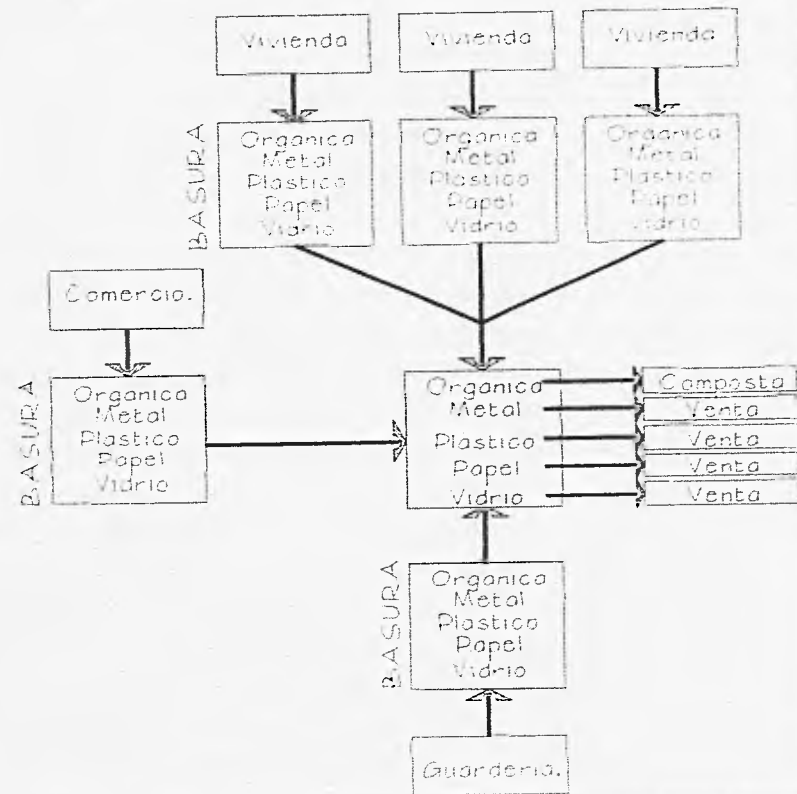 Vivienda
Vivienda
Vivienda
BASURA
Organica
Metal
Plástico
Papel
Vidrio
Organica
Metal
Plastico
Papel
Vidrio
Organica
Metal
Plastico
Papel
Vidrio
Comercio.
BASURA
Organica
Metal
Plastico
Papel
Vidrio
Organica
Metal
Plástico
Papel
Vidrio
Composta
Venta
Venta
Venta
Venta
BASURA
Organica
Metal
Plastico
Papel
Vidrio
Guarderia.